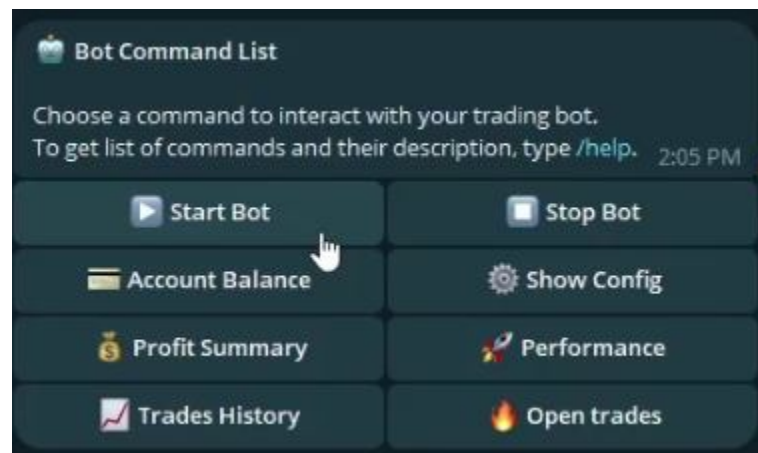 Bot Command List
Choose a command to interact with your trading bot.
To get list of commands and their description, type /help.
2:05 PM
Start Bot
Stop Bot
Account Balance
Show Config
Profit Summary
Performance
Trades History
Open trades